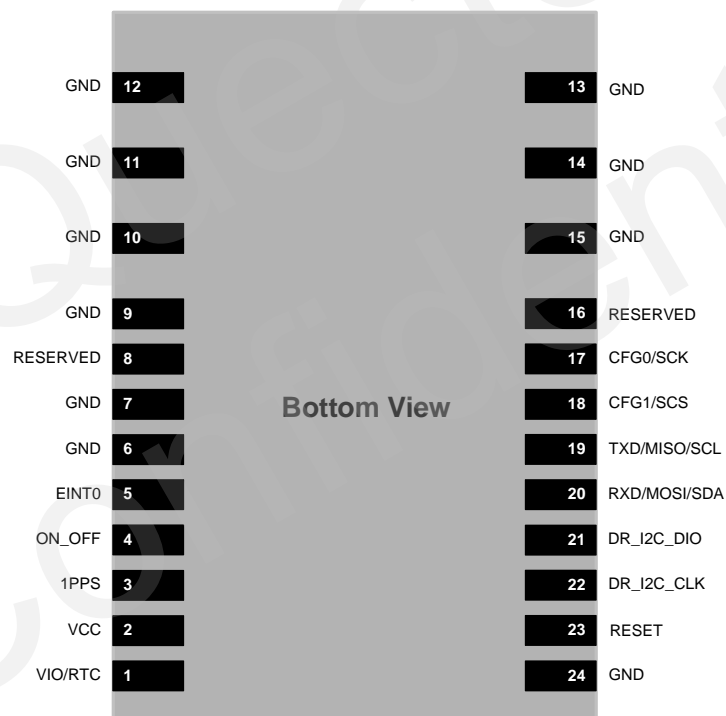 GND 12 13 GND
GND 11 14 GND
GND 10 15 GND
GND 9 16 RESERVED
RESERVED 8 17 CFG0/SCK
GND 7 18 CFG1/SCS
Bottom View
GND 6 19 TXD/MISO/SCL
EINT0 5 20 RXD/MOSI/SDA
ON_OFF 4 21 DR_I2C_DIO
1PPS 3 22 DR_I2C_CLK
VCC 2 23 RESET
VIO/RTC 1 24 GND